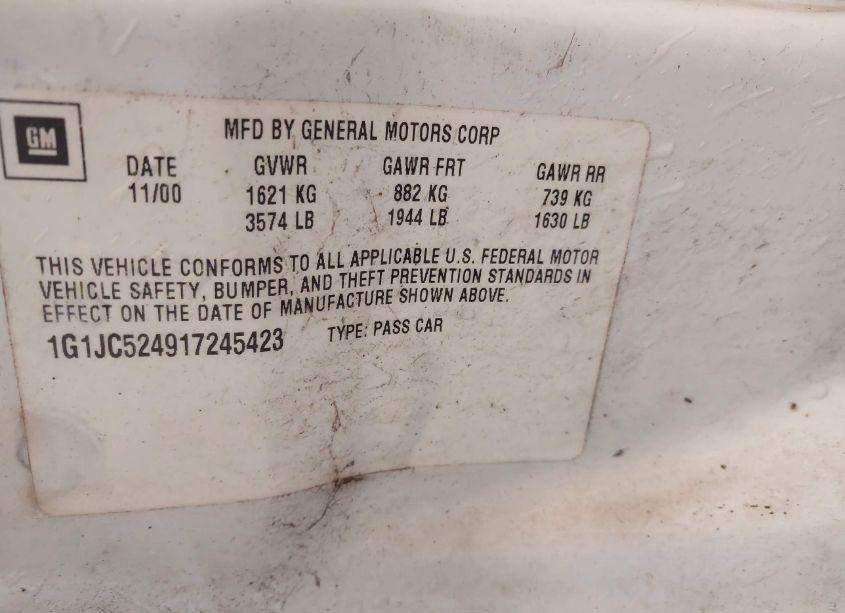 GM
MFD BY GENERAL MOTORS CORP
DATE GVWR GAWR FRT GAWR RR
11/00 1621 KG 882 KG 739 KG
3574 LB 1944 LB 1630 LB
THIS VEHICLE CONFORMS TO ALL APPLICABLE U.S. FEDERAL MOTOR
VEHICLE SAFETY, BUMPER, AND THEFT PREVENTION STANDARDS IN
EFFECT ON THE DATE OF MANUFACTURE SHOWN ABOVE.
1G1JC524917245423 TYPE: PASS CAR